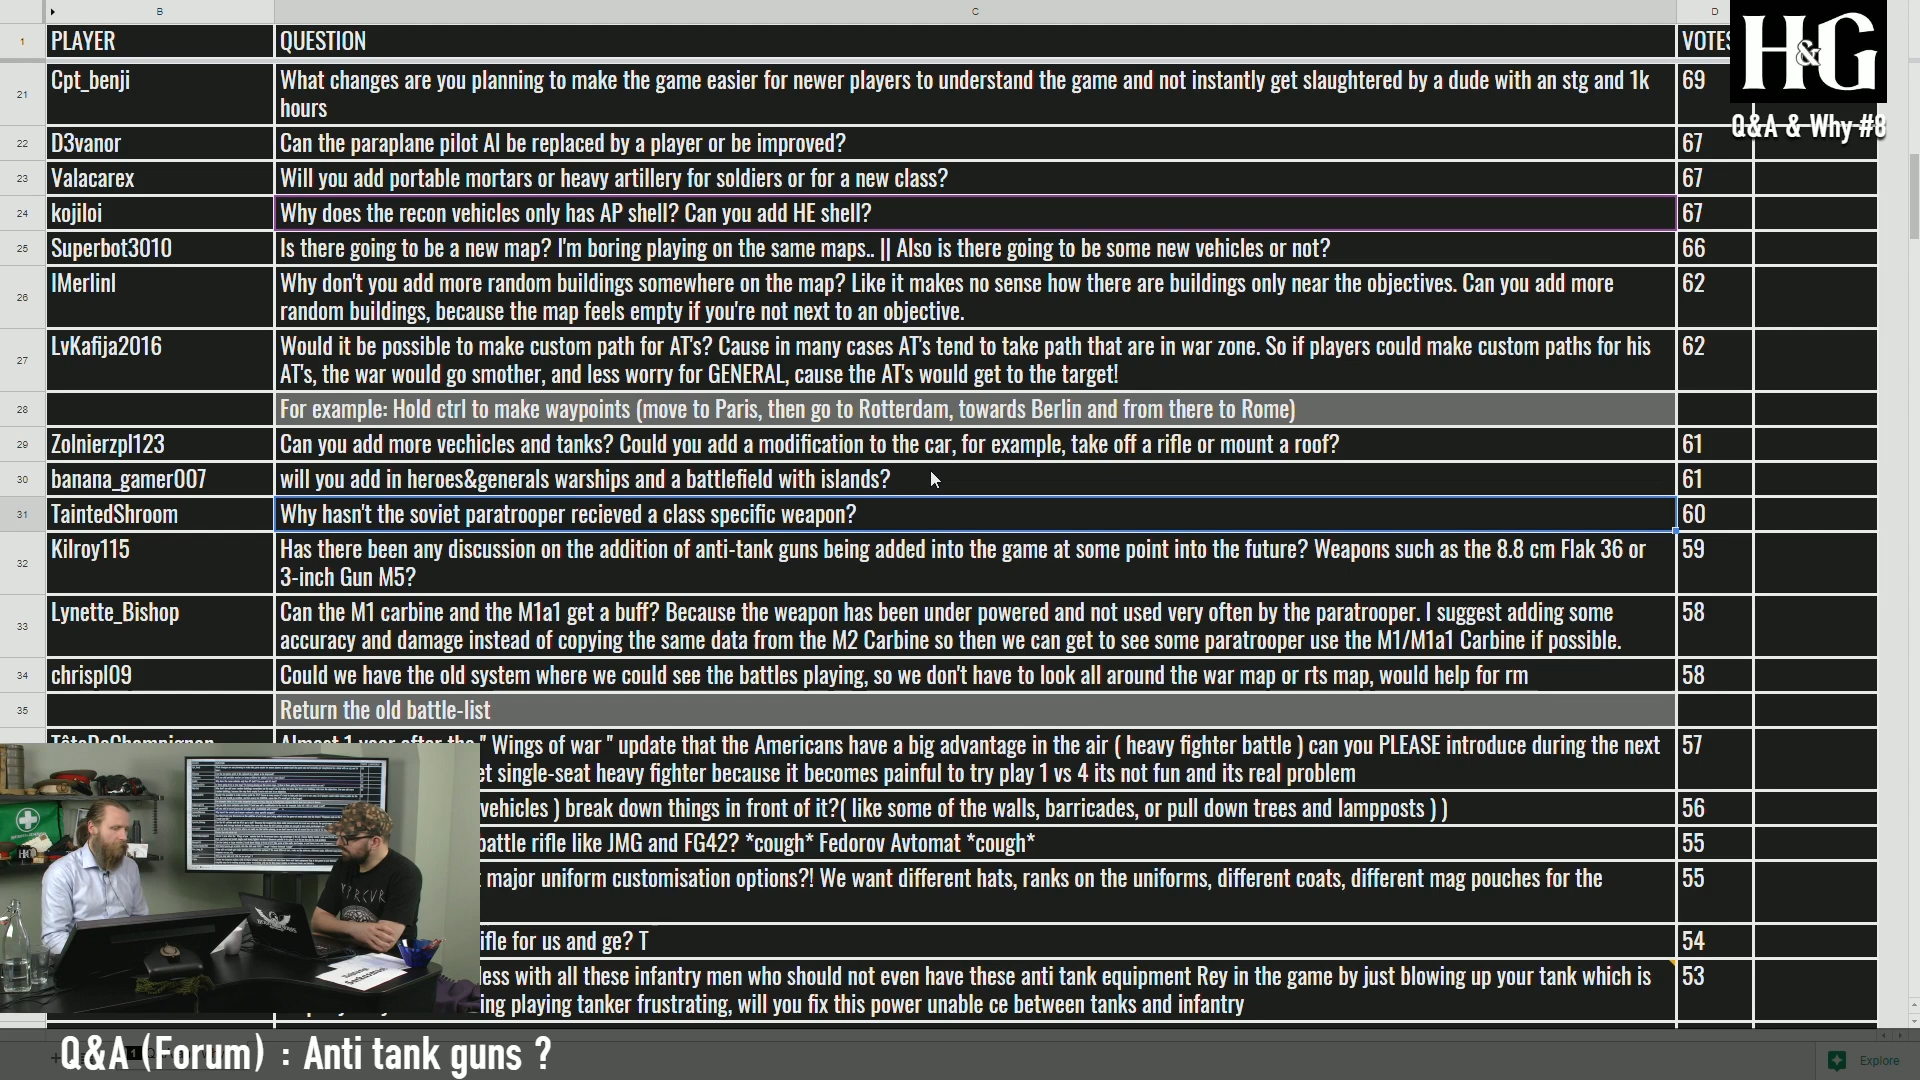 B C D
1 PLAYER QUESTION VOTES
H&G
Q&A & Why #8
21 Cpt_benji What changes are you planning to make the game easier for newer players to understand the game and not instantly get slaughtered by a dude with an stg and 1k 69
hours
22 D3vanor Can the paraplane pilot AI be replaced by a player or be improved? 67
23 Valacarex Will you add portable mortars or heavy artillery for soldiers or for a new class? 67
24 kojiloi Why does the recon vehicles only has AP shell? Can you add HE shell? 67
25 Superbot3010 Is there going to be a new map? I'm boring playing on the same maps.. || Also is there going to be some new vehicles or not? 66
26 IMerlinI Why don't you add more random buildings somewhere on the map? Like it makes no sense how there are buildings only near the objectives. Can you add more 62
random buildings, because the map feels empty if you're not next to an objective.
27 LvKafija2016 Would it be possible to make custom path for AT's? Cause in many cases AT's tend to take path that are in war zone. So if players could make custom paths for his 62
AT's, the war would go smother, and less worry for GENERAL, cause the AT's would get to the target!
28 For example: Hold ctrl to make waypoints (move to Paris, then go to Rotterdam, towards Berlin and from there to Rome)
29 Zolnierzpl123 Can you add more vechicles and tanks? Could you add a modification to the car, for example, take off a rifle or mount a roof? 61
30 banana_gamer007 will you add in heroes&generals warships and a battlefield with islands? 61
31 TaintedShroom Why hasn't the soviet paratrooper recieved a class specific weapon? 60
32 Kilroy115 Has there been any discussion on the addition of anti-tank guns being added into the game at some point into the future? Weapons such as the 8.8 cm Flak 36 or 59
3-inch Gun M5?
33 Lynette_Bishop Can the M1 carbine and the M1a1 get a buff? Because the weapon has been under powered and not used very often by the paratrooper. I suggest adding some 58
accuracy and damage instead of copying the same data from the M2 Carbine so then we can get to see some paratrooper use the M1/M1a1 Carbine if possible.
34 chrispl09 Could we have the old system where we could see the battles playing, so we don't have to look all around the war map or rts map, would help for rm 58
35 Return the old battle-list
Almost 1 year after the " Wings of war " update that the Americans have a big advantage in the air ( heavy fighter battle ) can you PLEASE introduce during the next 57
single-seat heavy fighter because it becomes painful to try play 1 vs 4 its not fun and its real problem
vehicles ) break down things in front of it?( like some of the walls, barricades, or pull down trees and lampposts ) ) 56
battle rifle like JMG and FG42? *cough* Fedorov Avtomat *cough* 55
major uniform customisation options?! We want different hats, ranks on the uniforms, different coats, different mag pouches for the 55
for us and ge? T 54
with all these infantry men who should not even have these anti tank equipment Rey in the game by just blowing up your tank which is 53
playing tanker frustrating, will you fix this power unable ce between tanks and infantry
Q&A (Forum) : Anti tank guns ?
Explore